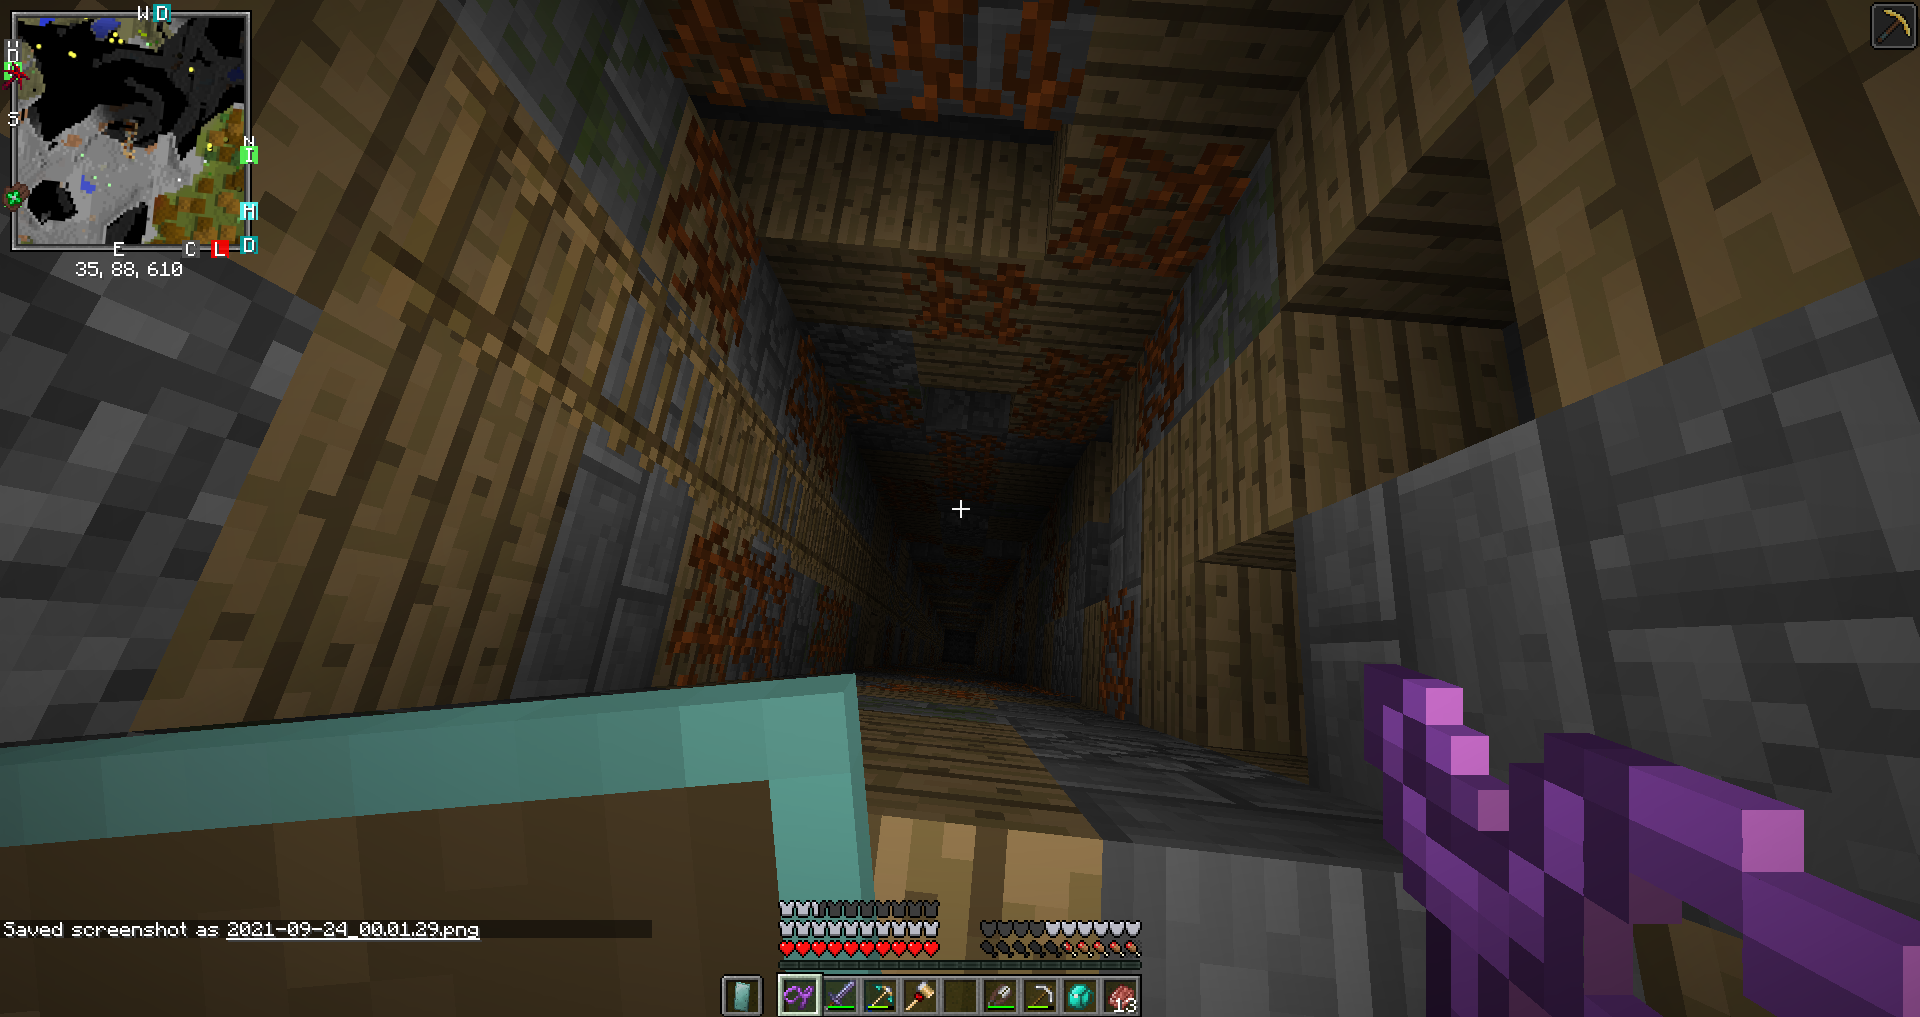 W D
S
N
I
A
E C L D
35, 88, 610
Saved screenshot as 2021-09-24_00.01.29.png
13